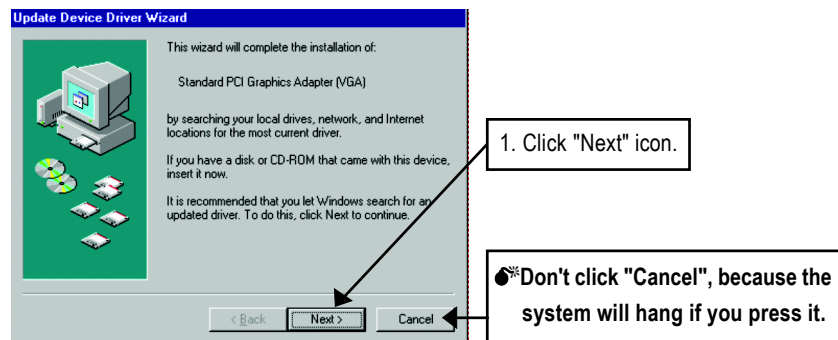 Update Device Driver Wizard
This wizard will complete the installation of:
Standard PCI Graphics Adapter (VGA)
by searching your local drives, network, and Internet
locations for the most current driver.
If you have a disk or CD-ROM that came with this device,
insert it now.
It is recommended that you let Windows search for an
updated driver. To do this, click Next to continue.
< Back
Next >
Cancel
1. Click "Next" icon.
💣Don't click "Cancel", because the
system will hang if you press it.